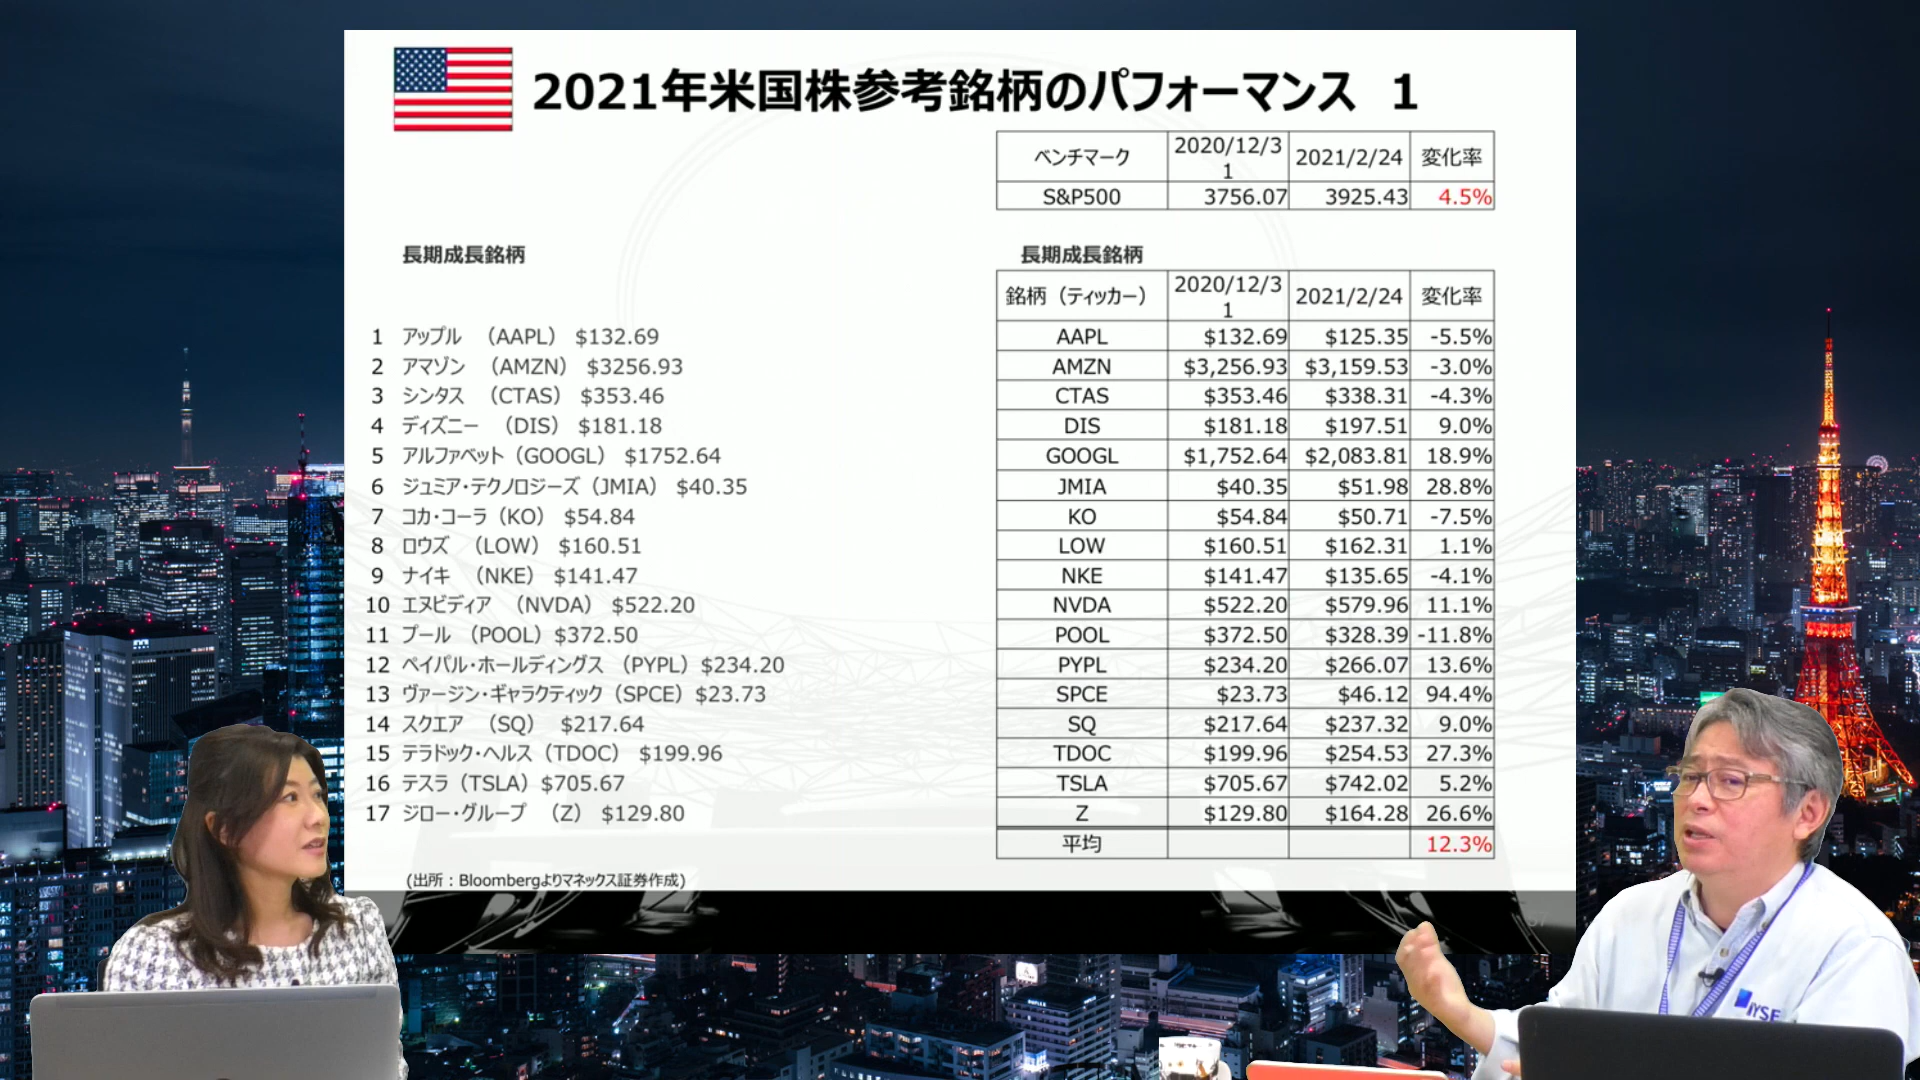 2021年米国株参考銘柄のパフォーマンス 1
ベンチマーク 2020/12/31 2021/2/24 変化率
S&P500 3756.07 3925.43 4.5%
長期成長銘柄
1 アップル （AAPL） $132.69
2 アマゾン （AMZN） $3256.93
3 シンタス （CTAS） $353.46
4 ディズニー （DIS） $181.18
5 アルファベット（GOOGL） $1752.64
6 ジュミア・テクノロジーズ（JMIA） $40.35
7 コカ・コーラ（KO） $54.84
8 ロウズ （LOW） $160.51
9 ナイキ （NKE） $141.47
10 エヌビディア （NVDA） $522.20
11 プール （POOL）$372.50
12 ペイパル・ホールディングス （PYPL）$234.20
13 ヴァージン・ギャラクティック（SPCE）$23.73
14 スクエア （SQ） $217.64
15 テラドック・ヘルス（TDOC） $199.96
16 テスラ（TSLA）$705.67
17 ジロー・グループ （Z） $129.80
長期成長銘柄
銘柄（ティッカー） 2020/12/31 2021/2/24 変化率
AAPL $132.69 $125.35 -5.5%
AMZN $3,256.93 $3,159.53 -3.0%
CTAS $353.46 $338.31 -4.3%
DIS $181.18 $197.51 9.0%
GOOGL $1,752.64 $2,083.81 18.9%
JMIA $40.35 $51.98 28.8%
KO $54.84 $50.71 -7.5%
LOW $160.51 $162.31 1.1%
NKE $141.47 $135.65 -4.1%
NVDA $522.20 $579.96 11.1%
POOL $372.50 $328.39 -11.8%
PYPL $234.20 $266.07 13.6%
SPCE $23.73 $46.12 94.4%
SQ $217.64 $237.32 9.0%
TDOC $199.96 $254.53 27.3%
TSLA $705.67 $742.02 5.2%
Z $129.80 $164.28 26.6%
平均 12.3%
(出所：Bloombergよりマネックス証券作成)
NYSE